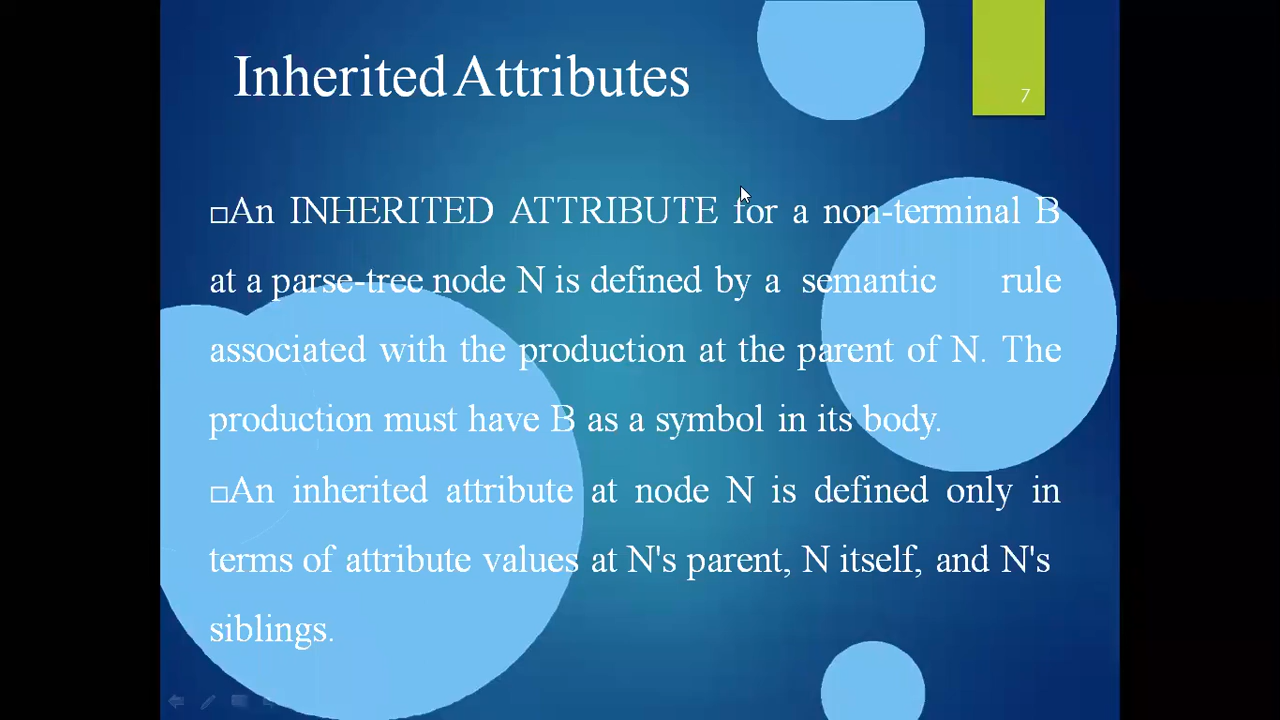 Inherited Attributes
7
□An INHERITED ATTRIBUTE for a non-terminal B
at a parse-tree node N is defined by a semantic rule
associated with the production at the parent of N. The
production must have B as a symbol in its body.
□An inherited attribute at node N is defined only in
terms of attribute values at N's parent, N itself, and N's
siblings.